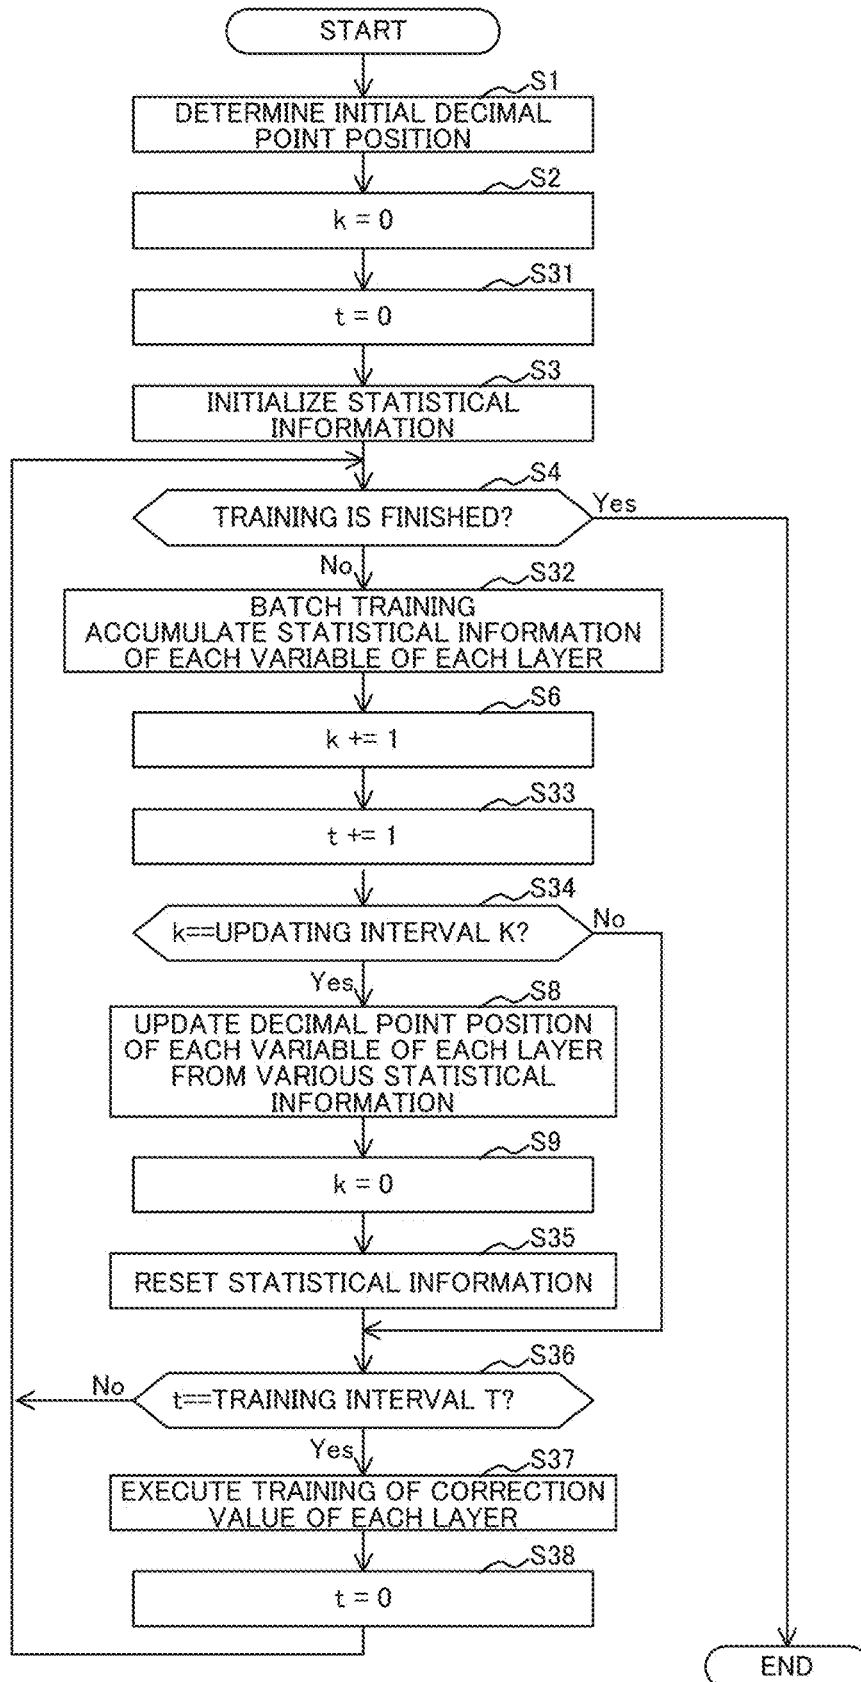 START
S1
DETERMINE INITIAL DECIMAL
POINT POSITION
S2
k = 0
S31
t = 0
S3
INITIALIZE STATISTICAL
INFORMATION
S4
TRAINING IS FINISHED?
Yes
No
S32
BATCH TRAINING
ACCUMULATE STATISTICAL INFORMATION
OF EACH VARIABLE OF EACH LAYER
S6
k += 1
S33
t += 1
S34
k==UPDATING INTERVAL K?
No
Yes
S8
UPDATE DECIMAL POINT POSITION
OF EACH VARIABLE OF EACH LAYER
FROM VARIOUS STATISTICAL
INFORMATION
S9
k = 0
S35
RESET STATISTICAL INFORMATION
S36
No
t==TRAINING INTERVAL T?
Yes
S37
EXECUTE TRAINING OF CORRECTION
VALUE OF EACH LAYER
S38
t = 0
END